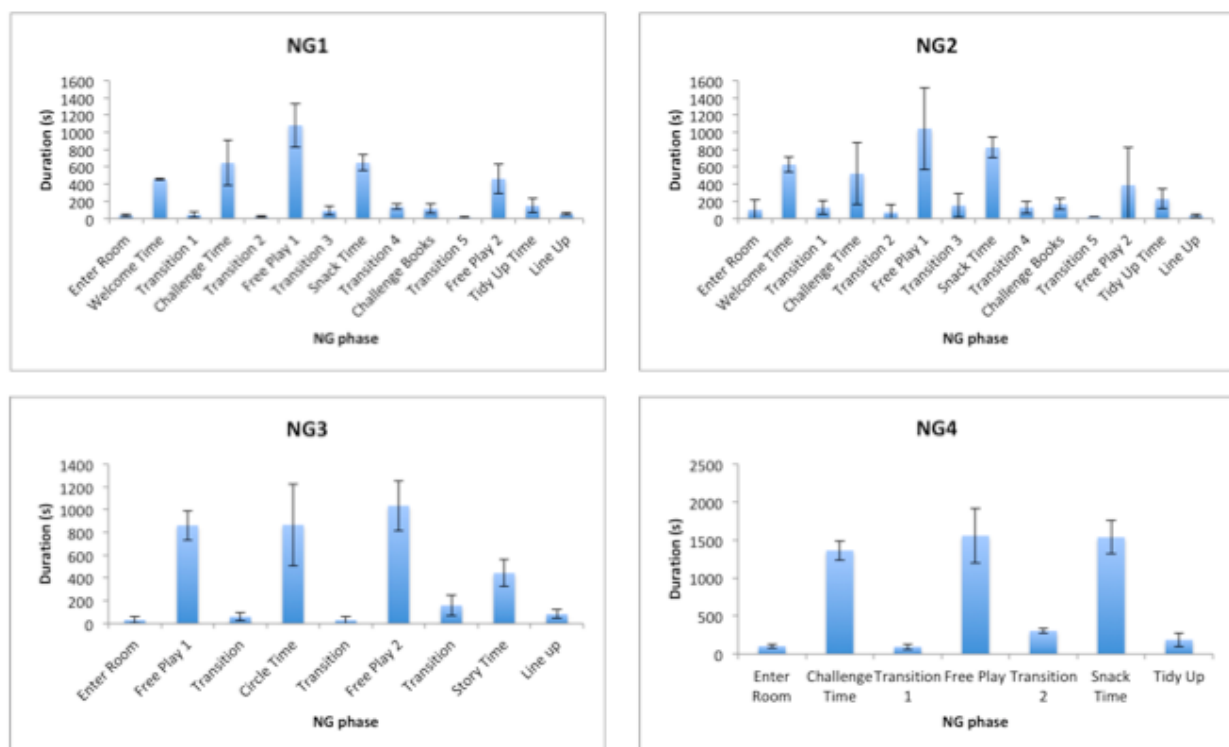 NG1
Duration (s)
1600
1400
1200
1000
800
600
400
200
0
Enter Room
Welcome Time
Transition 1
Challenge Time
Transition 2
Free Play 1
Transition 3
Snack Time
Transition 4
Challenge Books
Transition 5
Free Play 2
Tidy Up Time
Line Up
NG phase
NG2
Duration (s)
1600
1400
1200
1000
800
600
400
200
0
Enter Room
Welcome Time
Transition 1
Challenge Time
Transition 2
Free Play 1
Transition 3
Snack Time
Transition 4
Challenge Books
Transition 5
Free Play 2
Tidy Up Time
Line Up
NG phase
NG3
Duration (s)
1400
1200
1000
800
600
400
200
0
Enter Room
Free Play 1
Transition
Circle Time
Transition
Free Play 2
Transition
Story Time
Line up
NG phase
NG4
Duration (s)
2500
2000
1500
1000
500
0
Enter Room
Challenge Time
Transition 1
Free Play
Transition 2
Snack Time
Tidy Up
NG phase